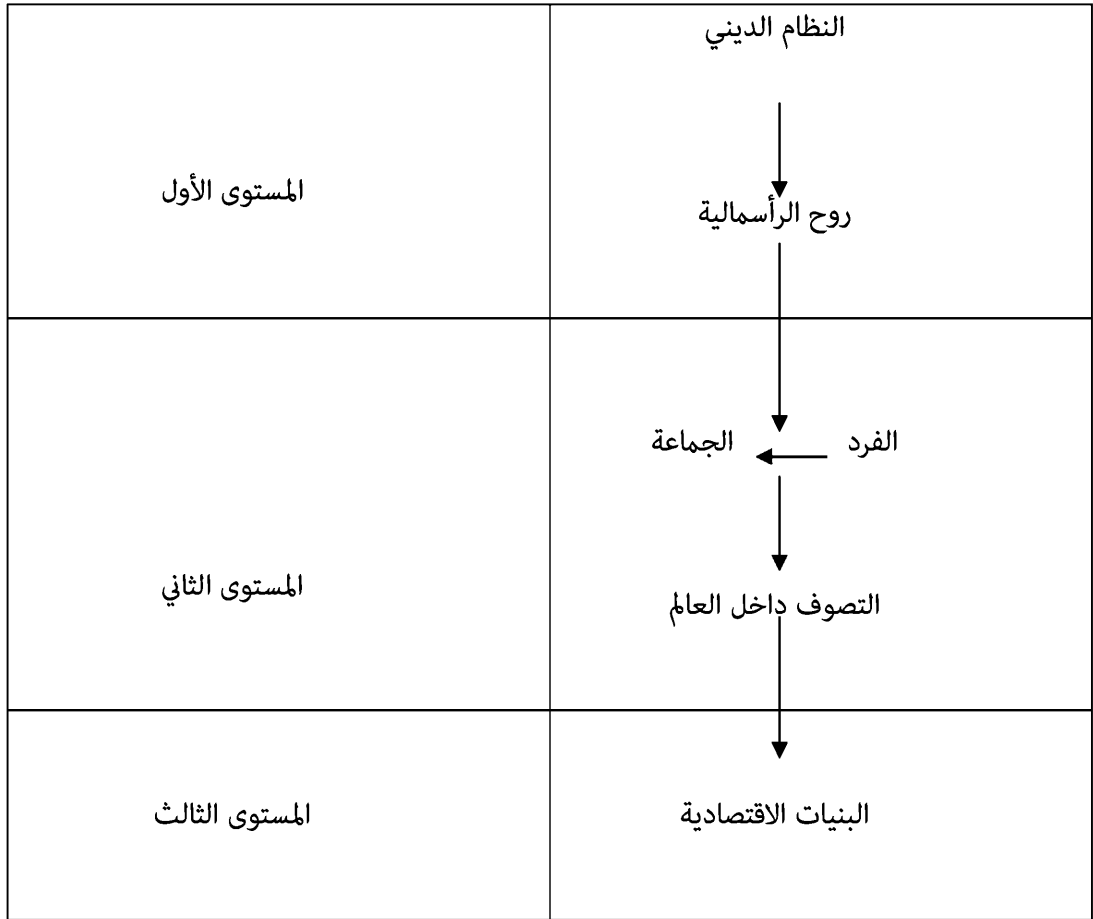 النظام الديني
المستوى الأول
روح الرأسمالية
الفرد
الجماعة
التصوف داخل العالم
المستوى الثاني
البنيات الاقتصادية
المستوى الثالث